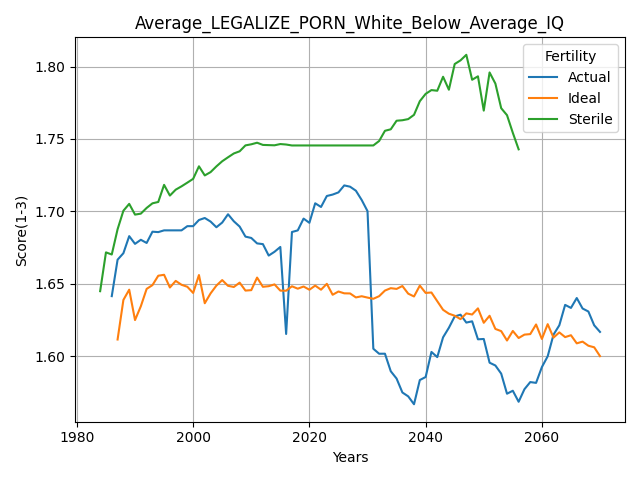 Average_LEGALIZE_PORN_White_Below_Average_IQ
Fertility
Actual
Ideal
Sterile
Score(1-3)
1.80
1.75
1.70
1.65
1.60
1980
2000
2020
2040
2060
Years